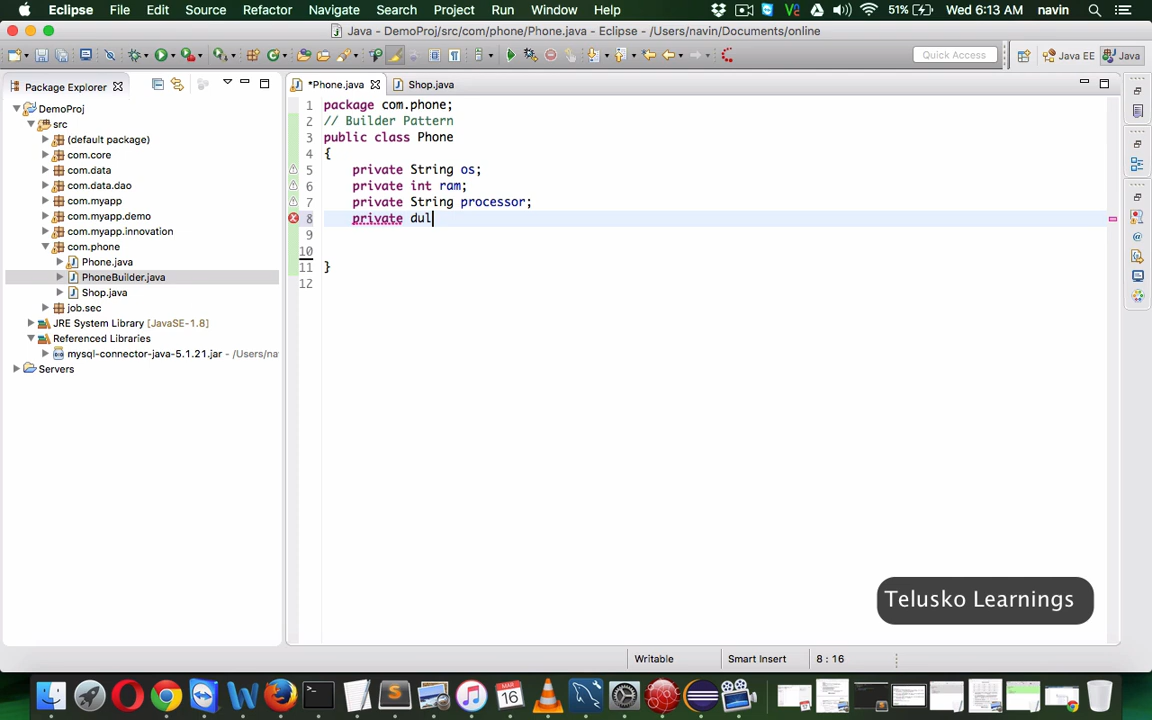 Eclipse File Edit Source Refactor Navigate Search Project Run Window Help 51% Wed 6:13 AM navin
Java - DemoProj/src/com/phone/Phone.java - Eclipse - /Users/navin/Documents/online
Quick Access Java EE Java
Package Explorer
*Phone.java Shop.java
DemoProj
src
(default package)
com.core
com.data
com.data.dao
com.myapp
com.myapp.demo
com.myapp.innovation
com.phone
Phone.java
PhoneBuilder.java
Shop.java
job.sec
JRE System Library [JavaSE-1.8]
Referenced Libraries
mysql-connector-java-5.1.21.jar - /Users/na
Servers
1 package com.phone;
2 // Builder Pattern
3 public class Phone
4 {
5 private String os;
6 private int ram;
7 private String processor;
8 private dul
9
10
11 }
12
Telusko Learnings
Writable Smart Insert 8 : 16
MAR
16